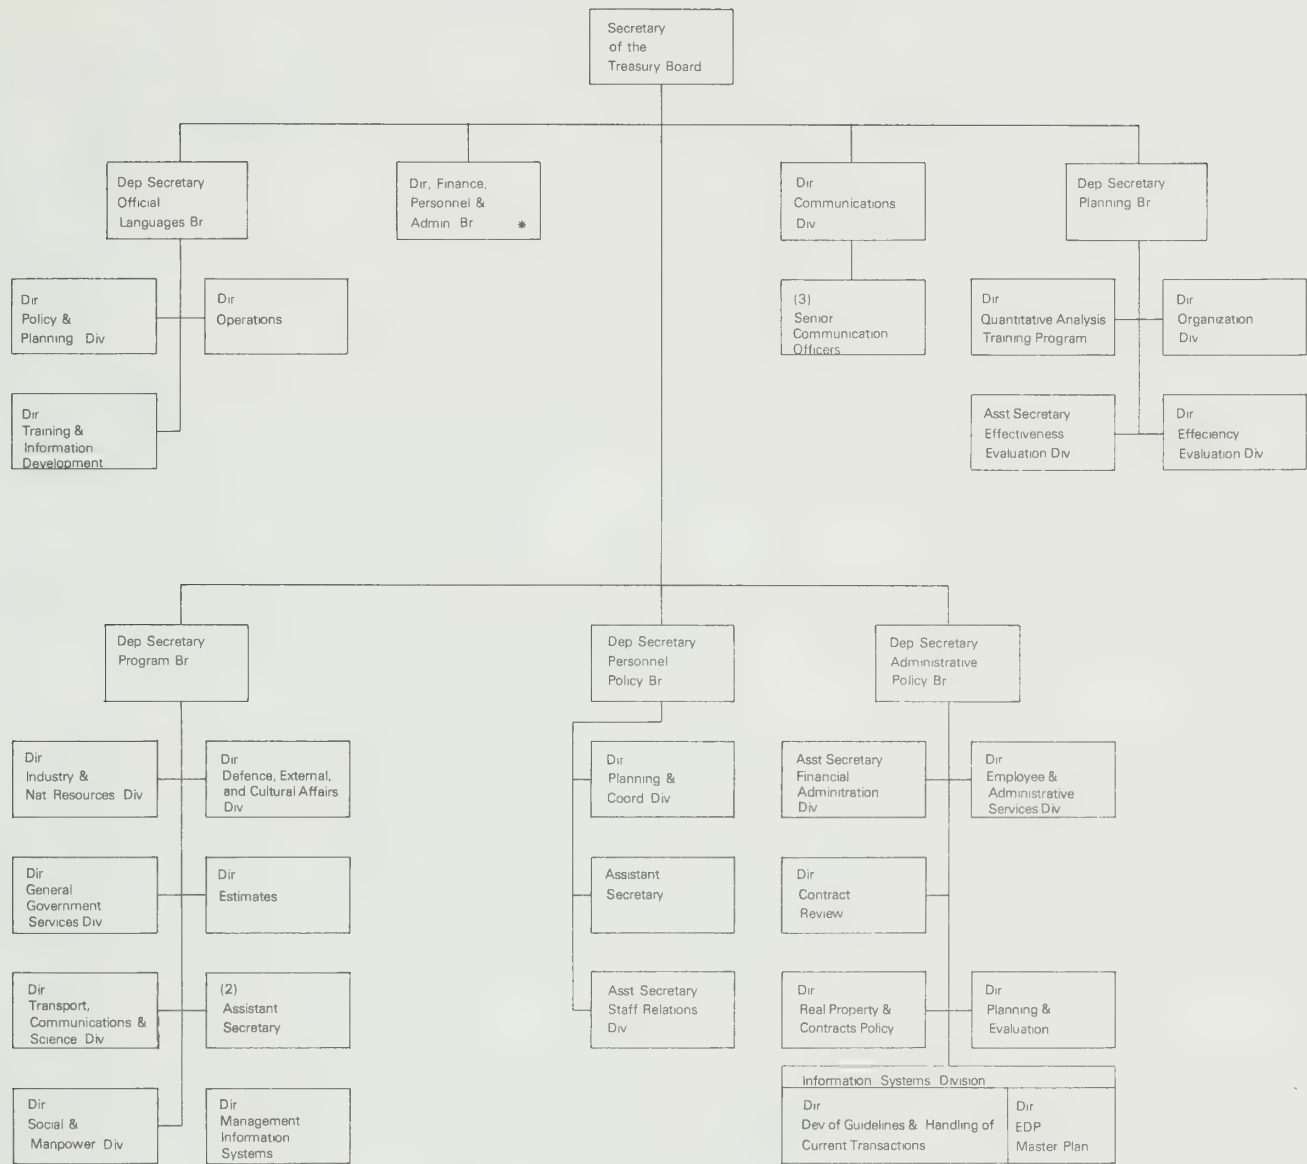 Secretary
of the
Treasury Board
Dep Secretary
Official
Languages Br
Dir, Finance,
Personnel &
Admin Br *
Dir
Communications
Div
Dep Secretary
Planning Br
Dir
Policy &
Planning Div
Dir
Operations
(3)
Senior
Communication
Officers
Dir
Quantitative Analysis
Training Program
Dir
Organization
Div
Dir
Training &
Information
Development
Asst Secretary
Effectiveness
Evaluation Div
Dir
Effeciency
Evaluation Div
Dep Secretary
Program Br
Dep Secretary
Personnel
Policy Br
Dep Secretary
Administrative
Policy Br
Dir
Industry &
Nat Resources Div
Dir
Defence, External,
and Cultural Affairs
Div
Dir
Planning &
Coord Div
Asst Secretary
Financial
Adminitration
Div
Dir
Employee &
Administrative
Services Div
Dir
General
Government
Services Div
Dir
Estimates
Assistant
Secretary
Dir
Contract
Review
Dir
Transport,
Communications &
Science Div
(2)
Assistant
Secretary
Asst Secretary
Staff Relations
Div
Dir
Real Property &
Contracts Policy
Dir
Planning &
Evaluation
Dir
Social &
Manpower Div
Dir
Management
Information
Systems
Information Systems Division
Dir
Dev of Guidelines & Handling of
Current Transactions
Dir
EDP
Master Plan